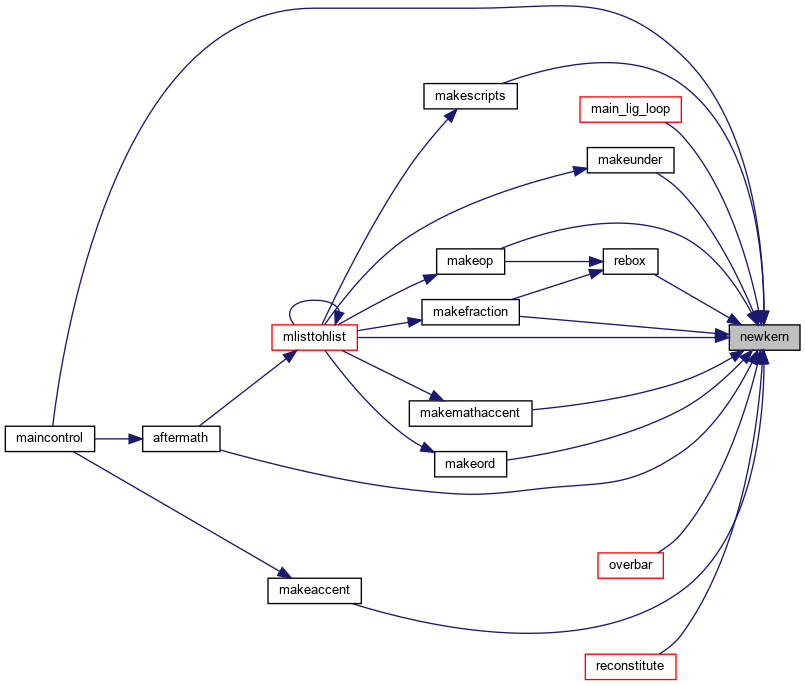 makescripts
main_lig_loop
makeunder
makeop
rebox
makefraction
mlisttohlist
newkern
makemathaccent
maincontrol
aftermath
makeord
overbar
makeaccent
reconstitute